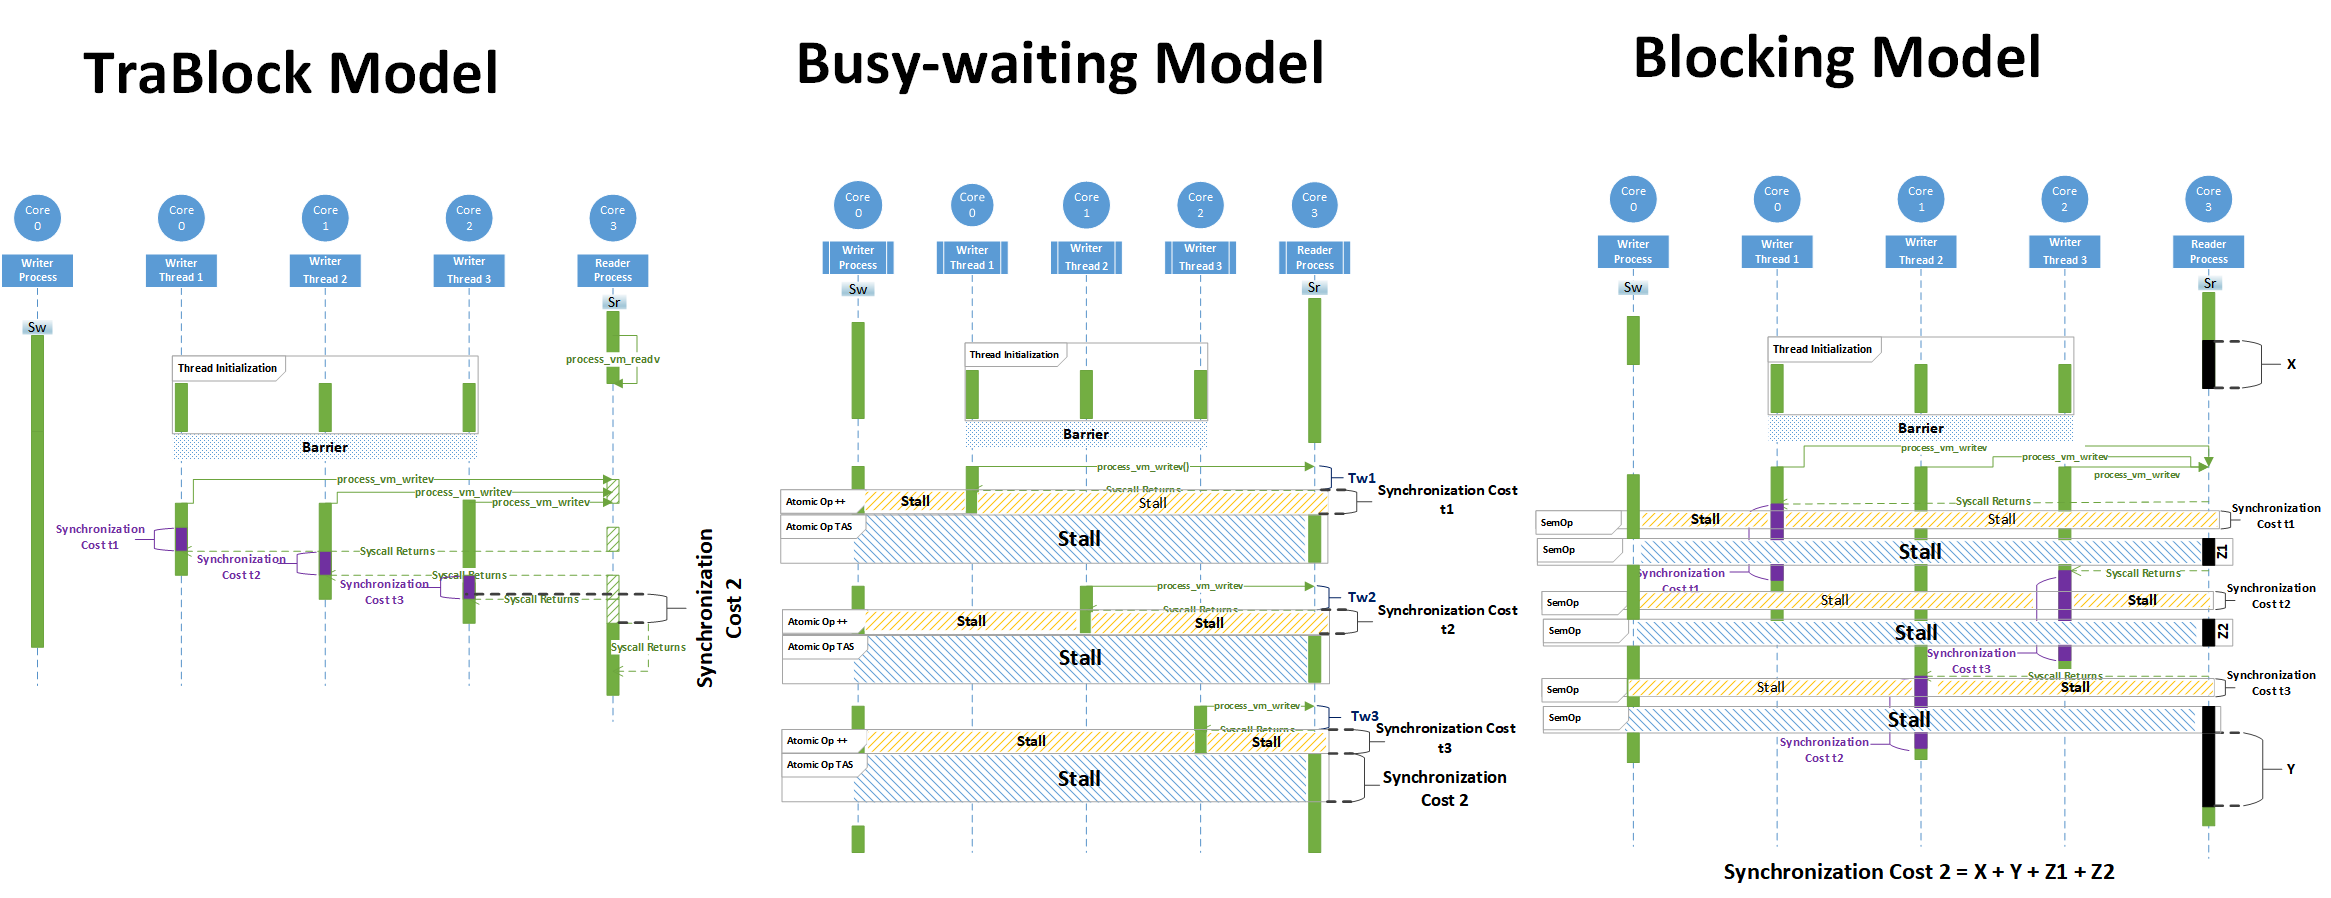 TraBlock Model
Core
0
Core
0
Core
1
Core
2
Core
3
Writer
Process
Writer
Thread 1
Writer
Thread 2
Writer
Thread 3
Reader
Process
Sr
Sw
process_vm_readv
Thread Initialization
Barrier
process_vm_writev
process_vm_writev
process_vm_writev
Synchronization
Cost t1
Syscall Returns
Synchronization
Cost t2
Syscall Returns
Synchronization
Cost t3
Syscall Returns
Syscall Returns
Synchronization
Cost 2
Busy-waiting Model
Core
0
Core
0
Core
1
Core
2
Core
3
Writer
Process
Writer
Thread 1
Writer
Thread 2
Writer
Thread 3
Reader
Process
Sw
Sr
Thread Initialization
Barrier
process_vm_writev()
Tw1
Syscall Returns
Synchronization Cost
t1
Atomic Op ++
Stall
Stall
Atomic Op TAS
Stall
process_vm_writev
Tw2
Syscall Returns
Synchronization Cost
t2
Atomic Op ++
Stall
Stall
Atomic Op TAS
Stall
process_vm_writev
Tw3
Syscall Returns
Synchronization Cost
t3
Atomic Op ++
Stall
Stall
Atomic Op TAS
Stall
Synchronization
Cost 2
Blocking Model
Core
0
Core
0
Core
1
Core
2
Core
3
Writer
Process
Writer
Thread 1
Writer
Thread 2
Writer
Thread 3
Reader
Process
Sw
Sr
Thread Initialization
X
Barrier
process_vm_writev
process_vm_writev
process_vm_writev
Syscall Returns
Synchronization
Cost t1
SemOp
Stall
Stall
SemOp
Stall
Z1
Synchronization
Cost t1
Syscall Returns
Synchronization
Cost t2
SemOp
Stall
Stall
SemOp
Stall
Z2
Synchronization
Cost t3
Syscall Returns
Synchronization
Cost t3
SemOp
Stall
Stall
SemOp
Stall
Synchronization
Cost t2
Y
Synchronization Cost 2 = X + Y + Z1 + Z2